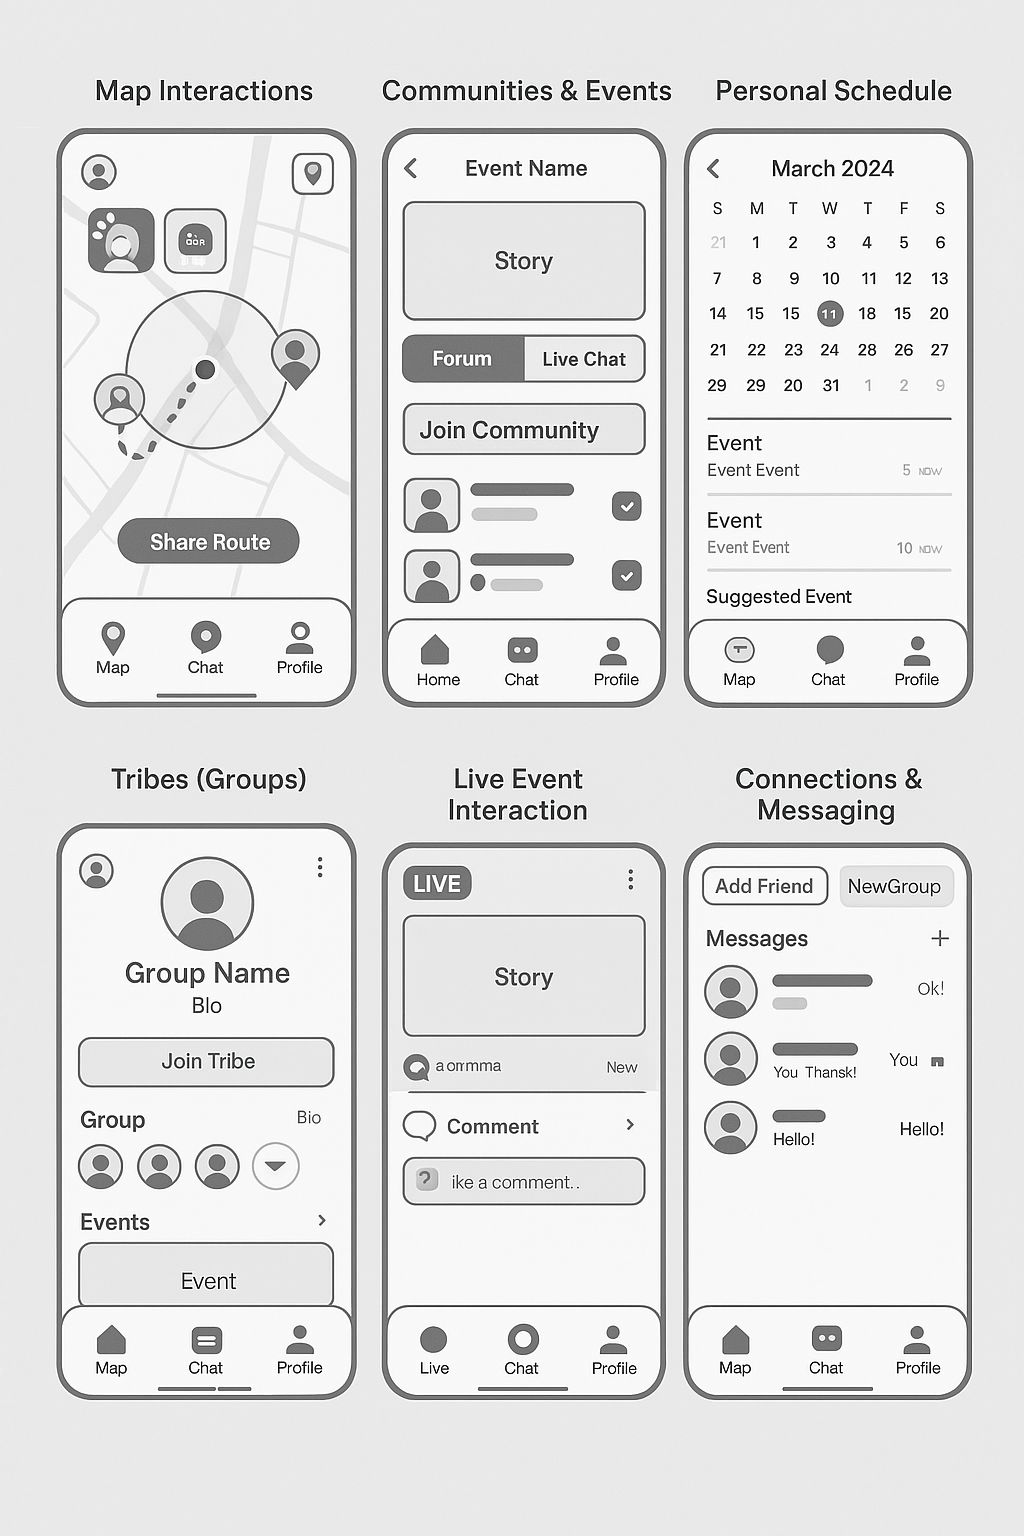 Map Interactions
Share Route
Map Chat Profile
Communities & Events
Event Name
Story
Forum Live Chat
Join Community
Home Chat Profile
Personal Schedule
March 2024
S M T W T F S
21 1 2 3 4 5 6
7 8 9 10 11 12 13
14 15 15 11 18 15 20
21 22 23 24 28 26 27
29 29 20 31 1 2 9
Event
Event Event 5 NOW
Event
Event Event 10 NOW
Suggested Event
Map Chat Profile
Tribes (Groups)
Group Name
Blo
Join Tribe
Group Bio
Events
Event
Map Chat Profile
Live Event
Interaction
LIVE
Story
a ommma New
Comment
? ike a comment..
Live Chat Profile
Connections &
Messaging
Add Friend NewGroup
Messages +
Ok!
You Thansk! You
Hello! Hello!
Map Chat Profile